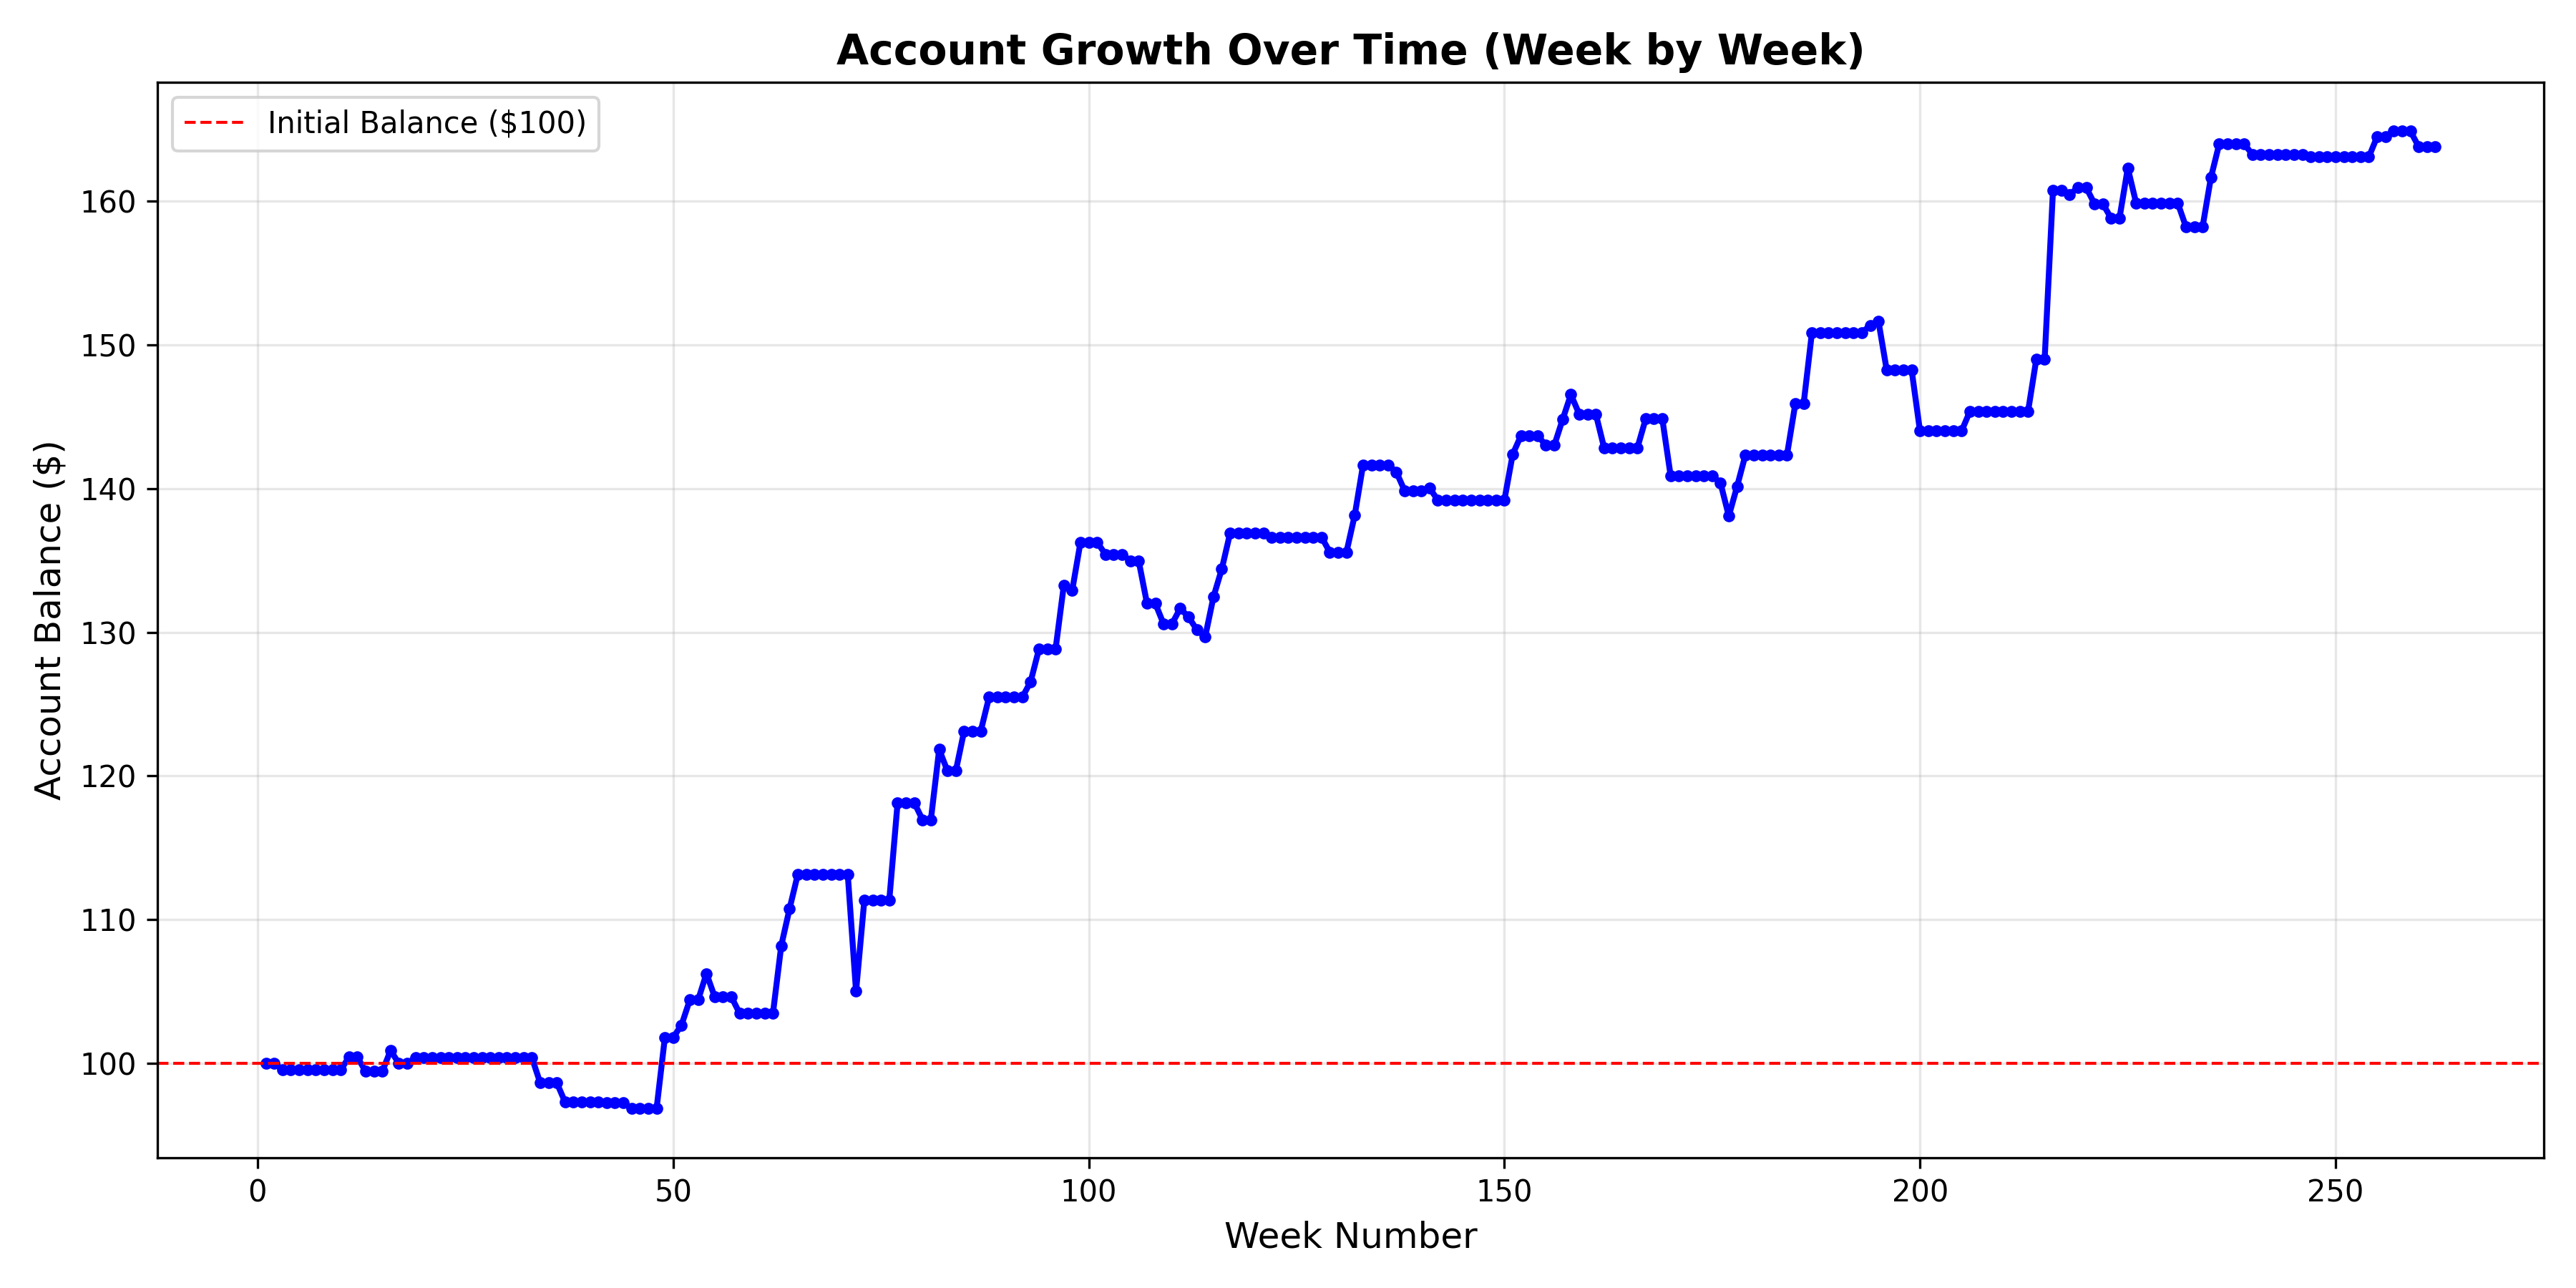 Account Growth Over Time (Week by Week)
Initial Balance ($100)
Account Balance ($)
160
150
140
130
120
110
100
0 50 100 150 200 250
Week Number